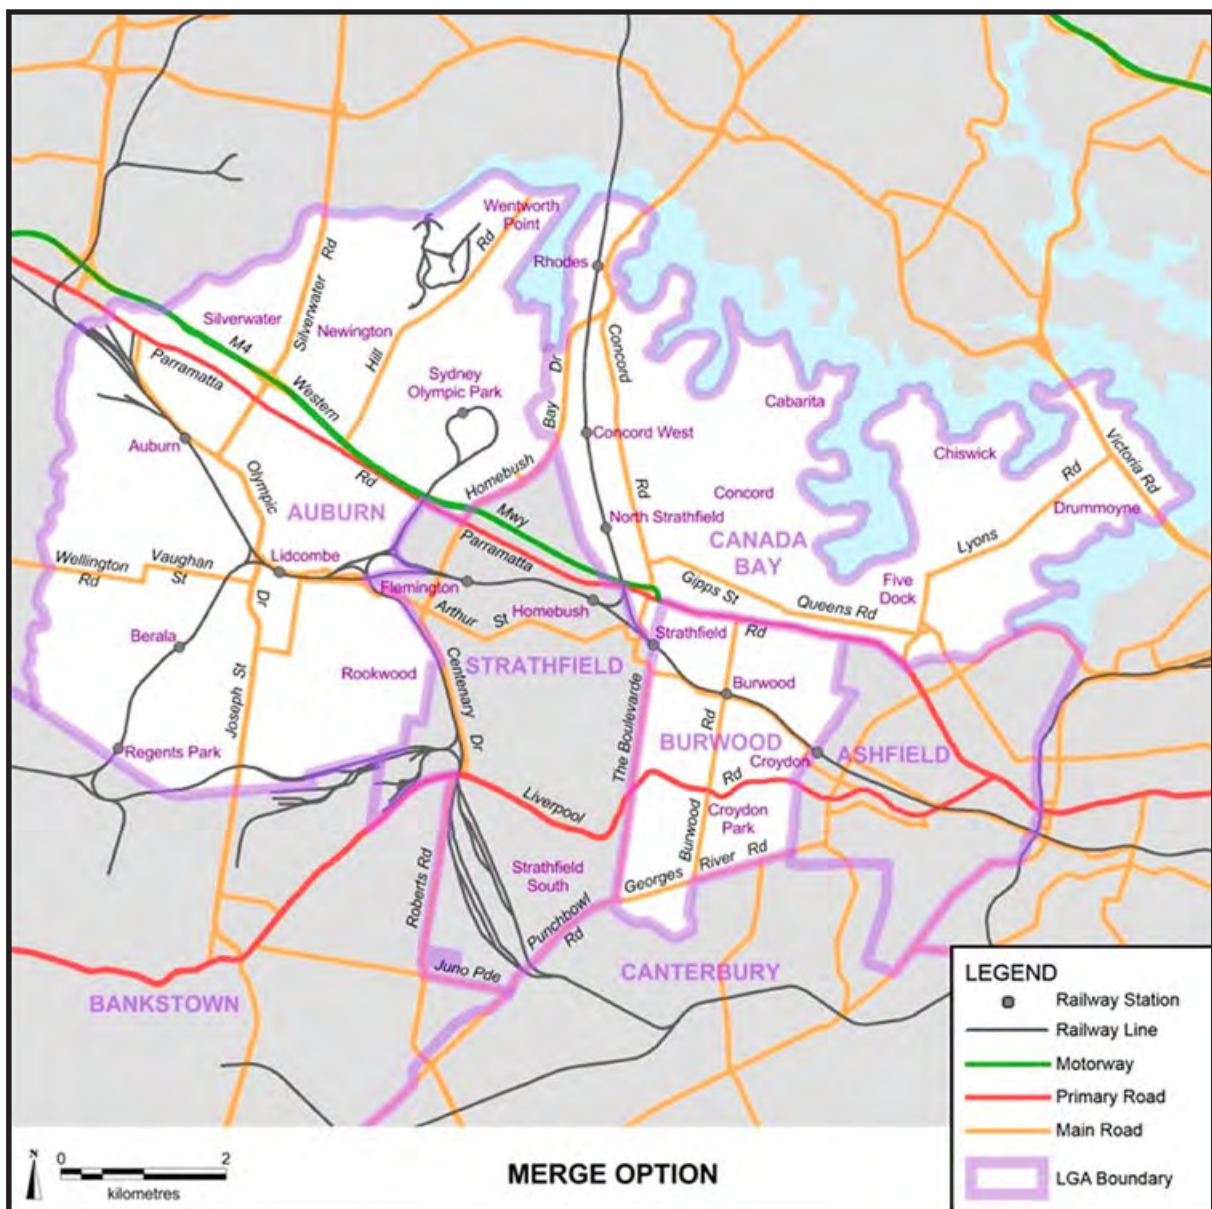 Wentworth
Point
Rd
Rhodes
Rd
Silverwater
Silverwater
Newington
Hill
M4
Parramatta
Western
Rd
Sydney
Olympic Park
Concord
Rd
Bay
Dr
Homebush
Concord West
Cabarita
Chiswick
Victoria Rd
Drummoyne
Lyons
Rd
Auburn
Olympic
Dr
AUBURN
Mwy
Parramatta
Concord
North Strathfield
CANADA
BAY
Wellington
Rd
Vaughan
St
Lidcombe
Flemington
Homebush
Gipps St
Queens Rd
Five
Dock
Arthur
St
Strathfield
Rd
Berala
Rookwood
STRATHFIELD
Centenary
Dr
Joseph St
The Boulevarde
Burwood
Rd
BURWOOD
Croydon
ASHFIELD
Regents Park
Liverpool
Rd
Croydon
Park
Burwood
Georges
River
Rd
Strathfield
South
Roberts Rd
Punchbowl
Rd
Juno Pde
BANKSTOWN
CANTERBURY
LEGEND
Railway Station
Railway Line
Motorway
Primary Road
Main Road
LGA Boundary
N
0
2
kilometres
MERGE OPTION